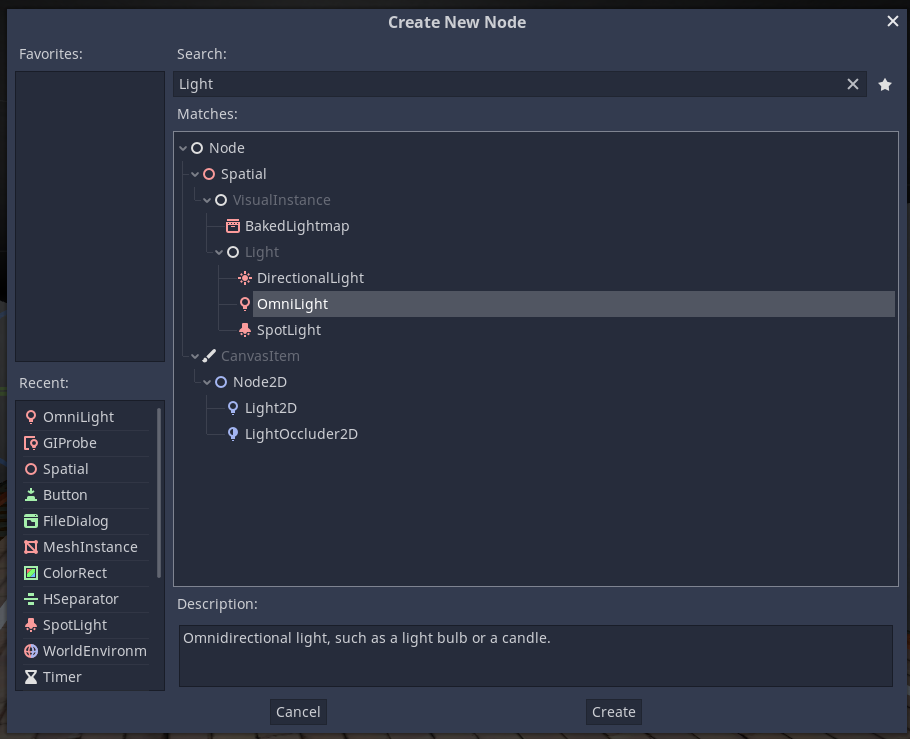 Create New Node
Favorites:
Search:
Light
Matches:
Node
Spatial
VisualInstance
BakedLightmap
Light
DirectionalLight
OmniLight
SpotLight
CanvasItem
Node2D
Light2D
LightOccluder2D
Recent:
OmniLight
GIProbe
Spatial
Button
FileDialog
MeshInstance
ColorRect
HSeparator
SpotLight
WorldEnvironm
Timer
Description:
Omnidirectional light, such as a light bulb or a candle.
Cancel
Create